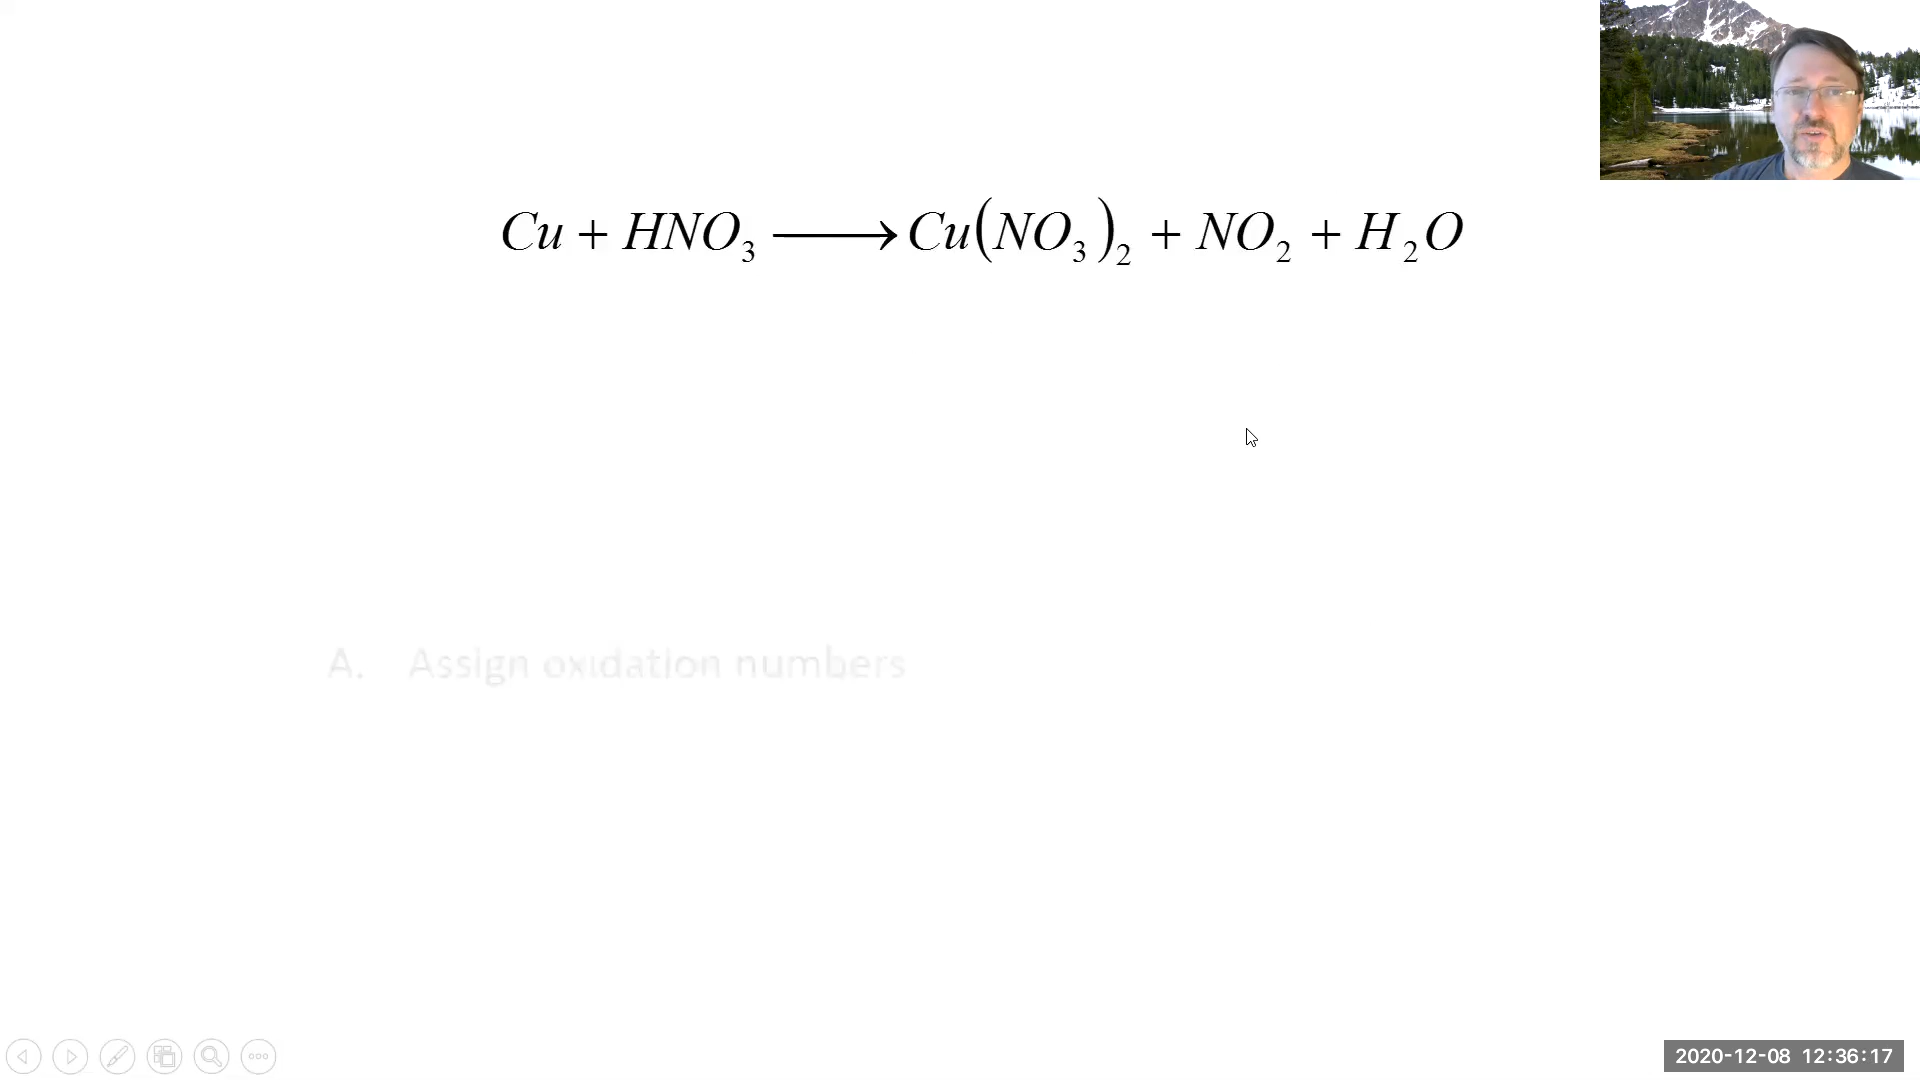 Cu + HNO₃ ⟶ Cu(NO₃)₂ + NO₂ + H₂O
A. Assign oxidation numbers
2020-12-08 12:36:17